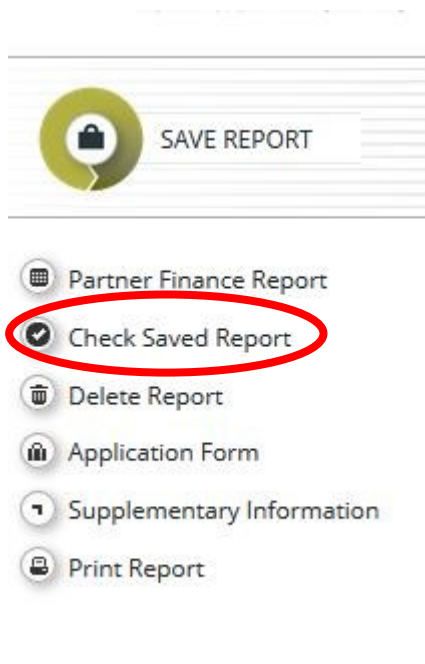 SAVE REPORT
Partner Finance Report
Check Saved Report
Delete Report
Application Form
Supplementary Information
Print Report